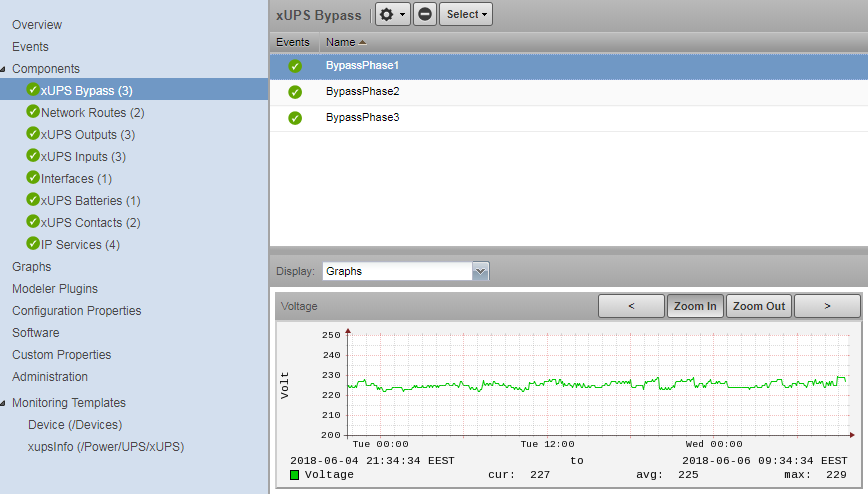 Overview
Events
Components
xUPS Bypass (3)
Network Routes (2)
xUPS Outputs (3)
xUPS Inputs (3)
Interfaces (1)
xUPS Batteries (1)
xUPS Contacts (2)
IP Services (4)
Graphs
Modeler Plugins
Configuration Properties
Software
Custom Properties
Administration
Monitoring Templates
Device (/Devices)
xupsInfo (/Power/UPS/xUPS)
xUPS Bypass Select
Events Name
BypassPhase1
BypassPhase2
BypassPhase3
Display: Graphs
Voltage < Zoom In Zoom Out >
Volt
250
240
230
220
210
200
Tue 00:00 Tue 12:00 Wed 00:00
2018-06-04 21:34:34 EEST to 2018-06-06 09:34:34 EEST
Voltage cur: 227 avg: 225 max: 229